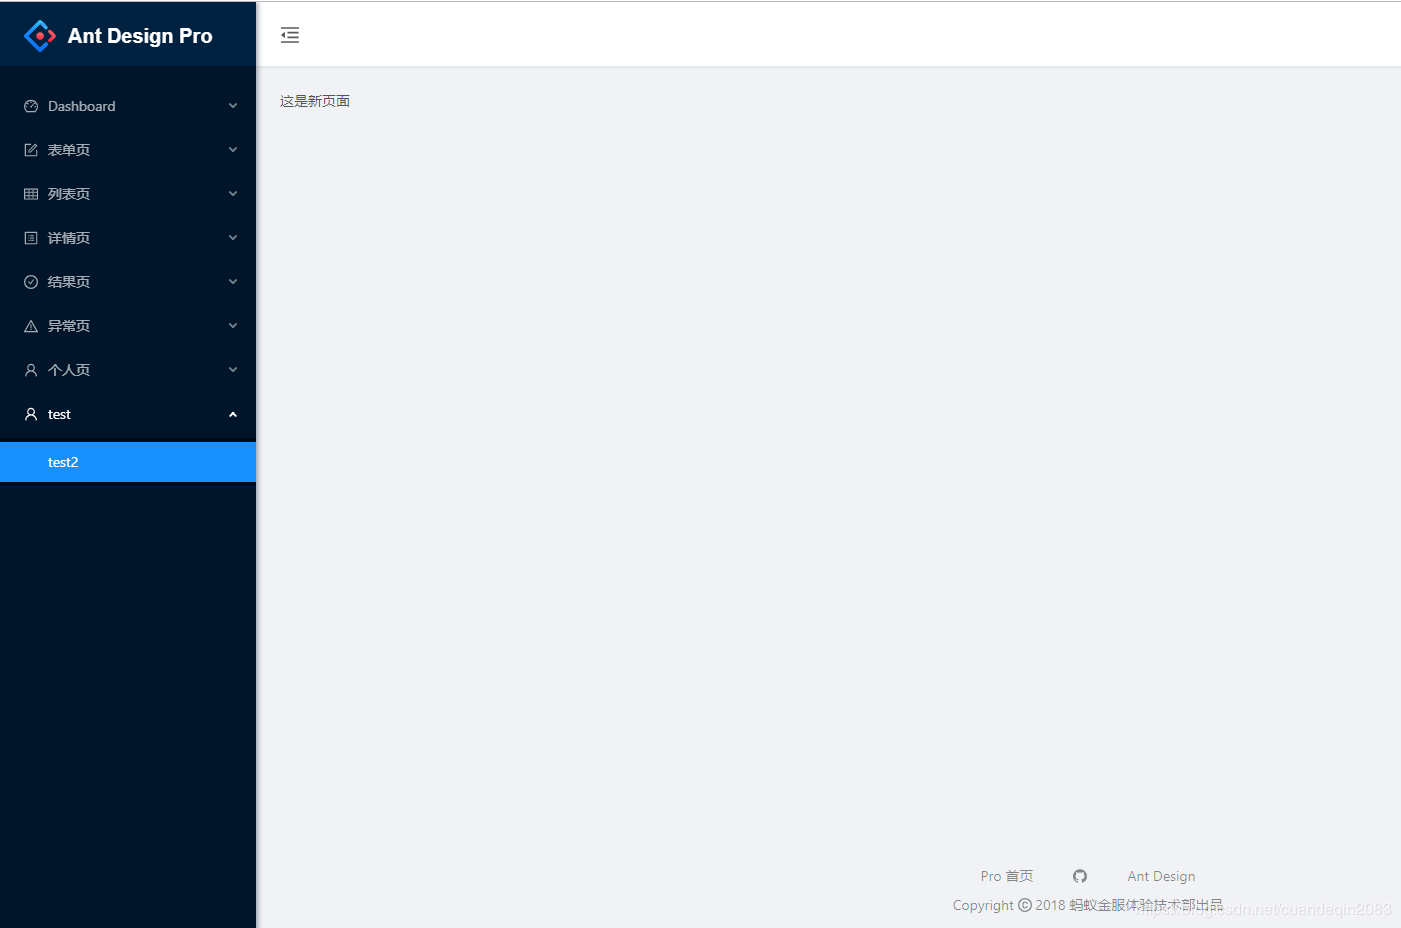 Ant Design Pro
Dashboard
表单页
列表页
详情页
结果页
异常页
个人页
test
test2
这是新页面
Pro 首页 Ant Design
Copyright © 2018 蚂蚁金服体验技术部出品
https://blog.csdn.net/cuandeqin2083